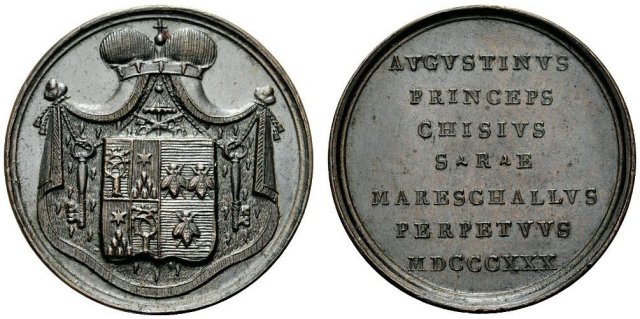 AVGVSTINVS
PRINCEPS
CHISIVS
S·R·E
MARESCHALLVS
PERPETVVS
MDCCCXXX